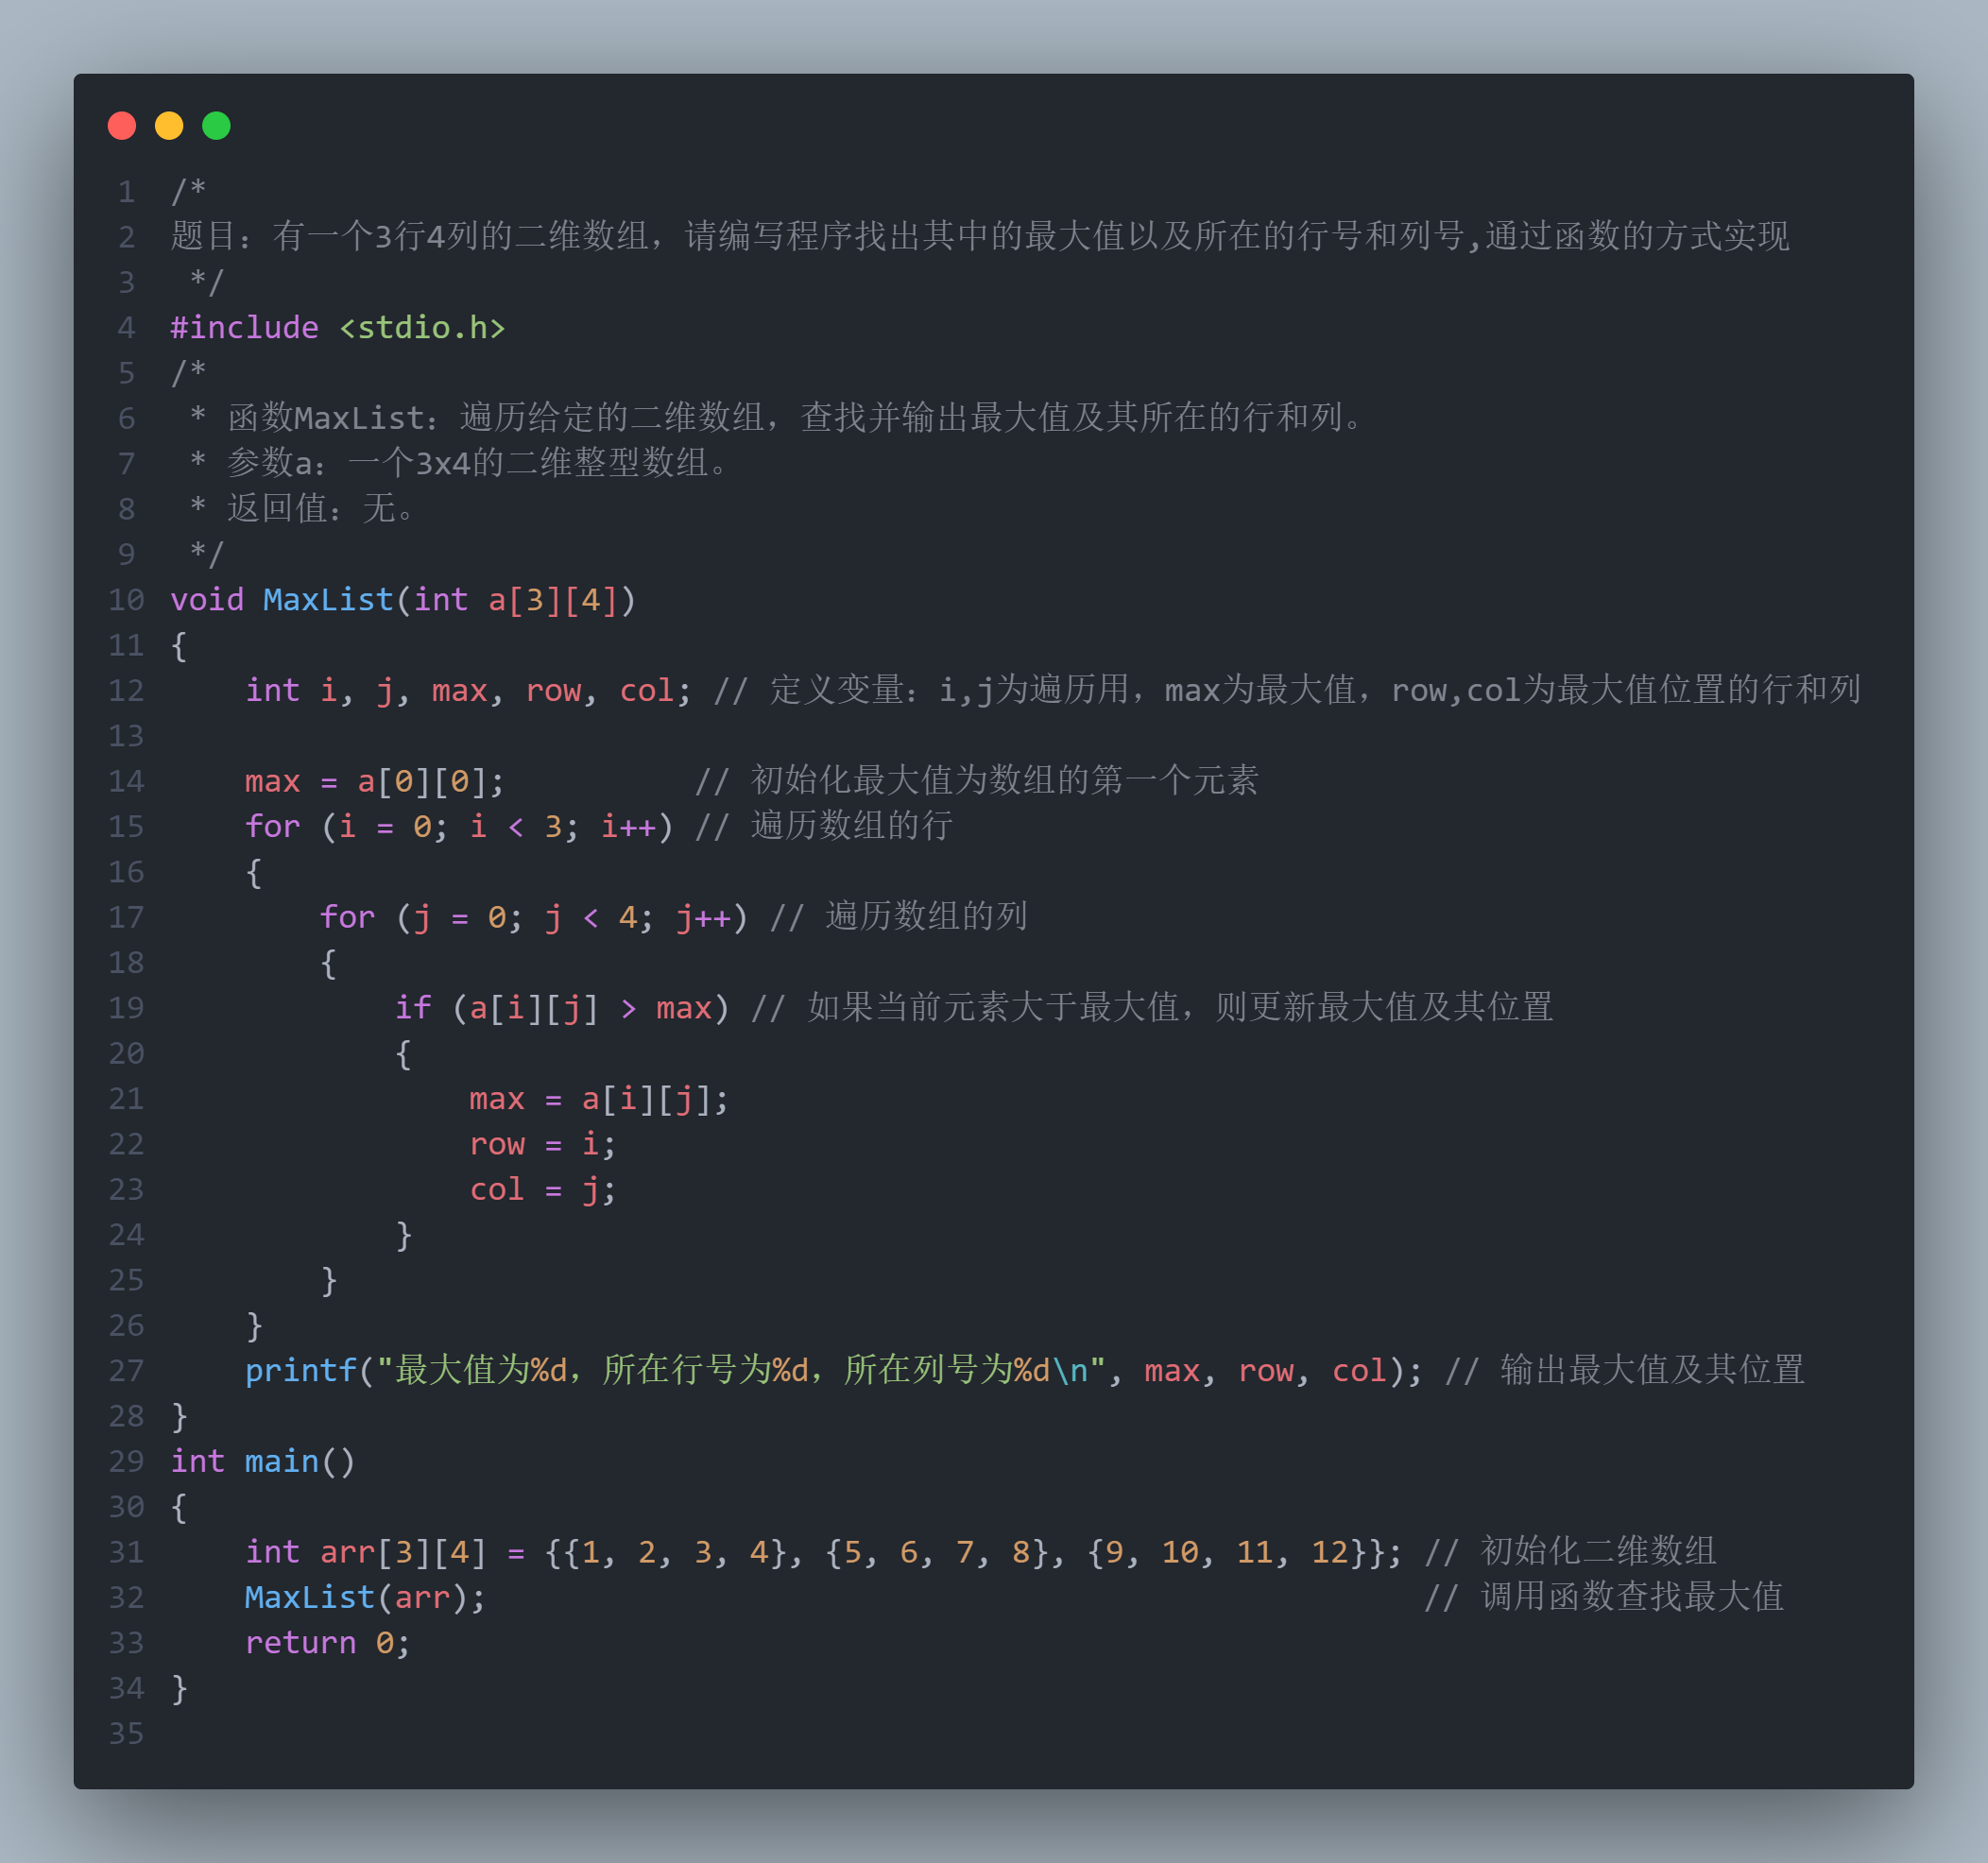 1 /*
2 题目：有一个3行4列的二维数组，请编写程序找出其中的最大值以及所在的行号和列号,通过函数的方式实现
3  */
4 #include <stdio.h>
5 /*
6  * 函数MaxList：遍历给定的二维数组，查找并输出最大值及其所在的行和列。
7  * 参数a：一个3x4的二维整型数组。
8  * 返回值：无。
9  */
10 void MaxList(int a[3][4])
11 {
12     int i, j, max, row, col; // 定义变量：i,j为遍历用，max为最大值，row,col为最大值位置的行和列
13
14     max = a[0][0];          // 初始化最大值为数组的第一个元素
15     for (i = 0; i < 3; i++) // 遍历数组的行
16     {
17         for (j = 0; j < 4; j++) // 遍历数组的列
18         {
19             if (a[i][j] > max) // 如果当前元素大于最大值，则更新最大值及其位置
20             {
21                 max = a[i][j];
22                 row = i;
23                 col = j;
24             }
25         }
26     }
27     printf("最大值为%d，所在行号为%d，所在列号为%d\n", max, row, col); // 输出最大值及其位置
28 }
29 int main()
30 {
31     int arr[3][4] = {{1, 2, 3, 4}, {5, 6, 7, 8}, {9, 10, 11, 12}}; // 初始化二维数组
32     MaxList(arr);                                                  // 调用函数查找最大值
33     return 0;
34 }
35